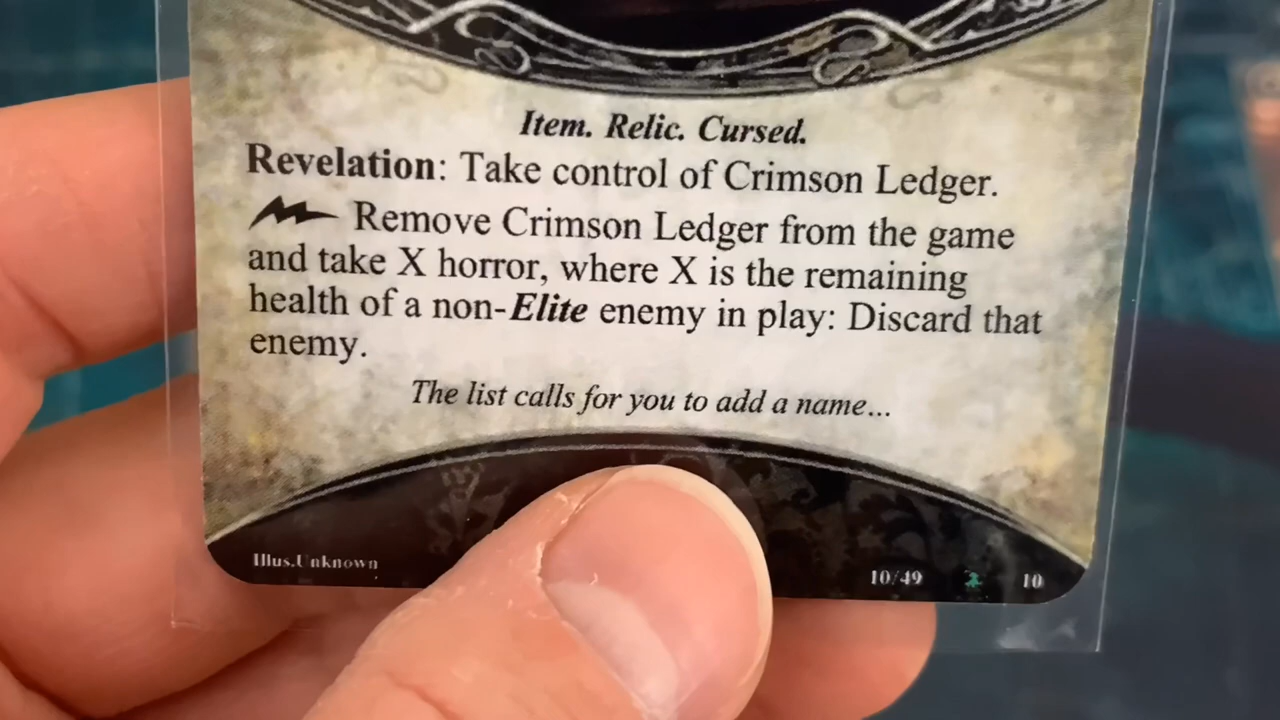 Item. Relic. Cursed.
Revelation: Take control of Crimson Ledger.
Remove Crimson Ledger from the game
and take X horror, where X is the remaining
health of a non-Elite enemy in play: Discard that
enemy.
The list calls for you to add a name...
Illus.Unknown
10/49 10